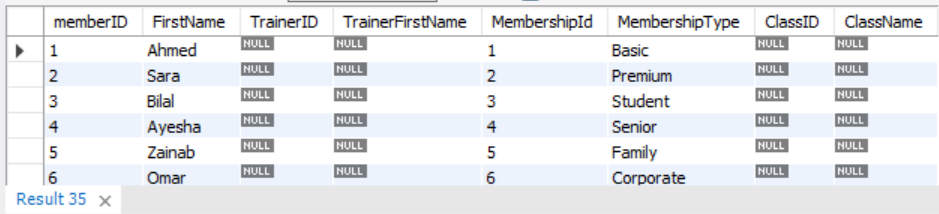 memberID FirstName TrainerID TrainerFirstName MembershipId MembershipType ClassID ClassName
1 Ahmed NULL NULL 1 Basic NULL NULL
2 Sara NULL NULL 2 Premium NULL NULL
3 Bilal NULL NULL 3 Student NULL NULL
4 Ayesha NULL NULL 4 Senior NULL NULL
5 Zainab NULL NULL 5 Family NULL NULL
6 Omar NULL NULL 6 Corporate NULL NULL
Result 35